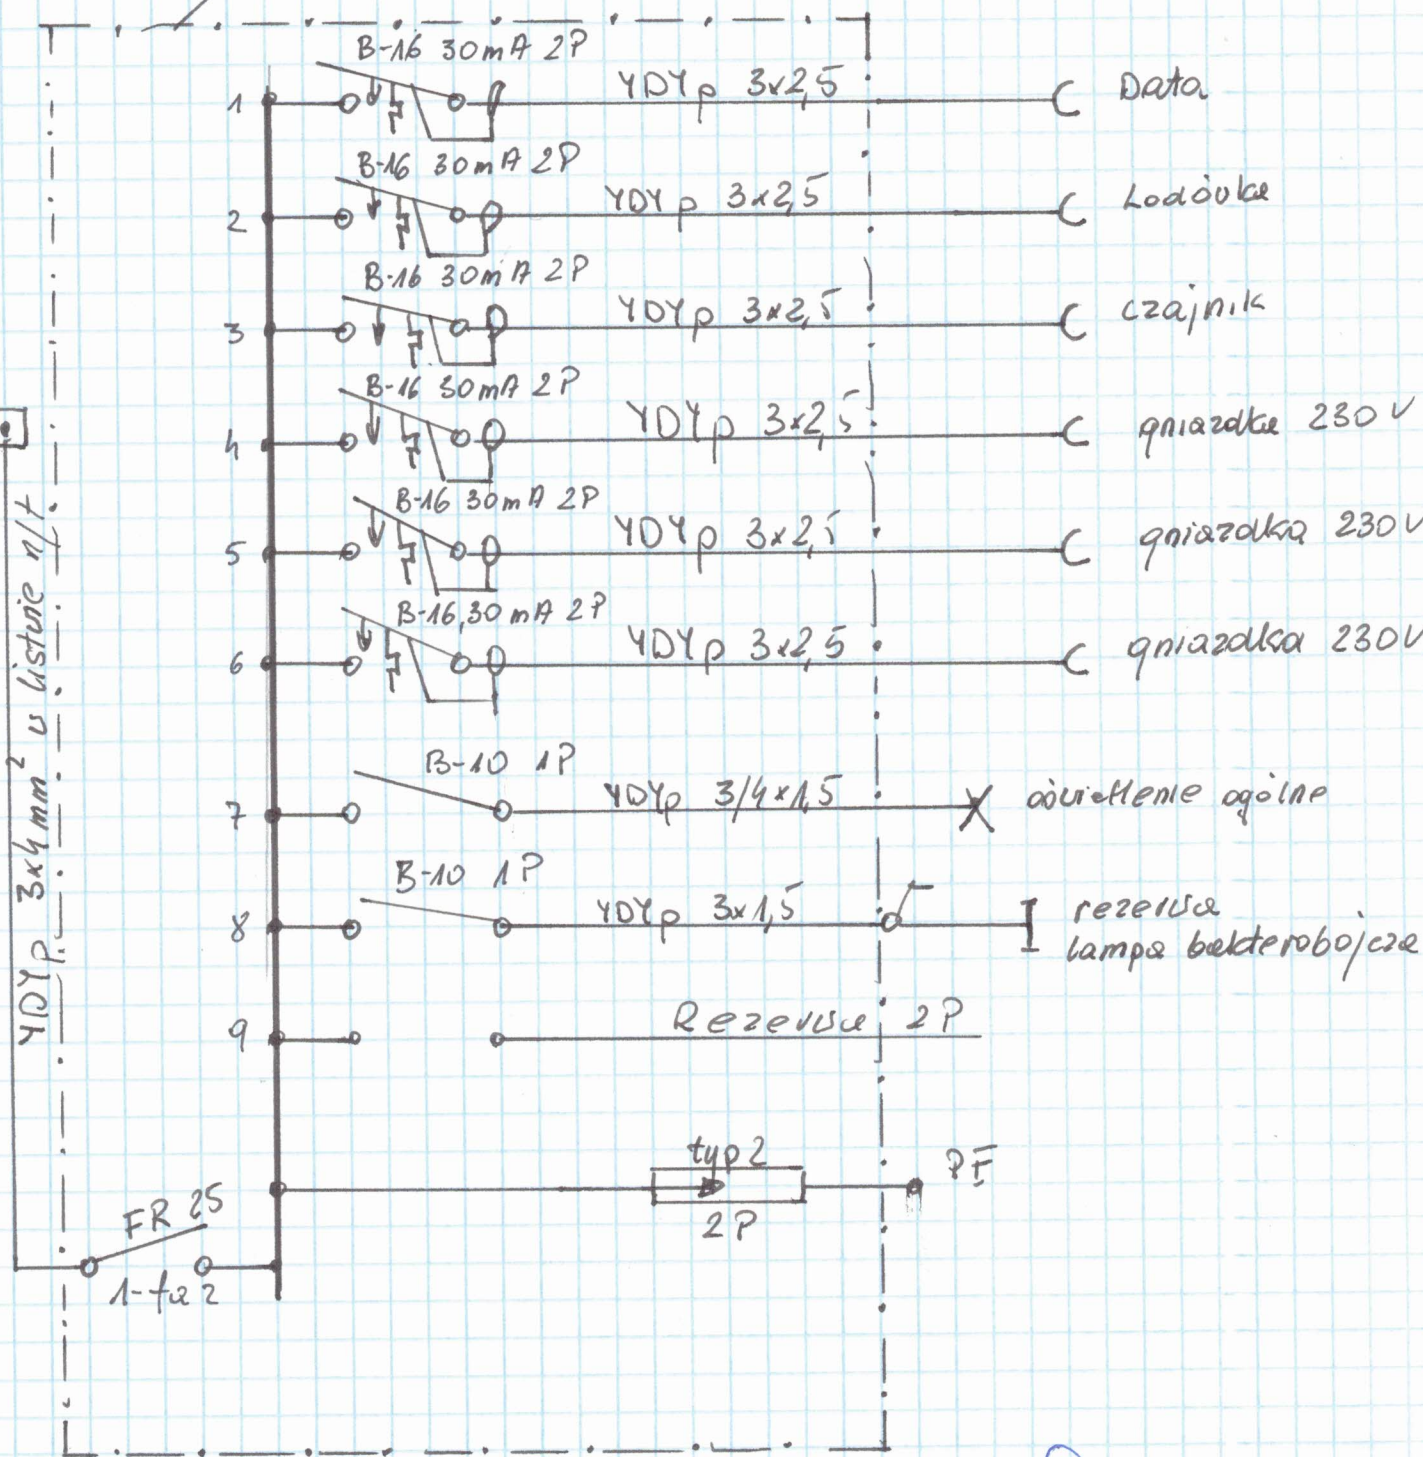 B-16 30mA 2P
1 YDYp 3x2,5 Data
B-16 30mA 2P
2 YDYp 3x2,5 Lodówka
B-16 30mA 2P
3 YDYp 3x2,5 czajnik
B-16 30mA 2P
4 YDYp 3x2,5 gniazdka 230V
B-16 30mA 2P
5 YDYp 3x2,5 gniazdka 230V
B-16,30mA 2P
6 YDYp 3x2,5 gniazdka 230V
B-10 1P
7 YDYp 3/4x1,5 oświetlenie ogólne
B-10 1P
8 YDYp 3x1,5 rezerwa
lampa bakterobójcza
9 Rezerwa 2P
typ2
2P
PE
FR 25
1-faz
YDYp 3x4mm² w listwie n/t